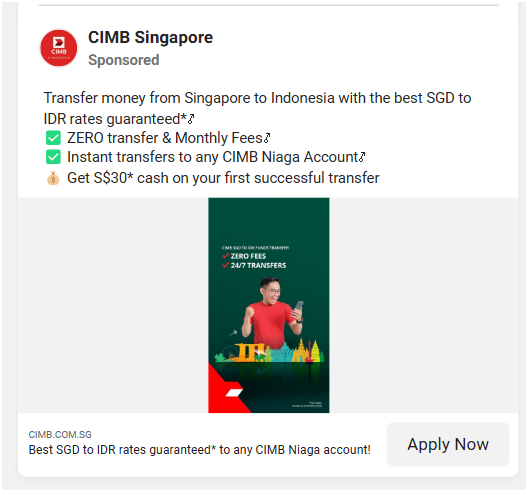 CIMB
SINGAPORE
CIMB Singapore
Sponsored
Transfer money from Singapore to Indonesia with the best SGD to
IDR rates guaranteed*⤤
✅ ZERO transfer & Monthly Fees⤤
✅ Instant transfers to any CIMB Niaga Account⤤
💰 Get S$30* cash on your first successful transfer
CIMB SGD TO IDR FUNDS TRANSFER
✓ ZERO FEES
✓ 24/7 TRANSFERS
CIMB.COM.SG
Best SGD to IDR rates guaranteed* to any CIMB Niaga account!
Apply Now